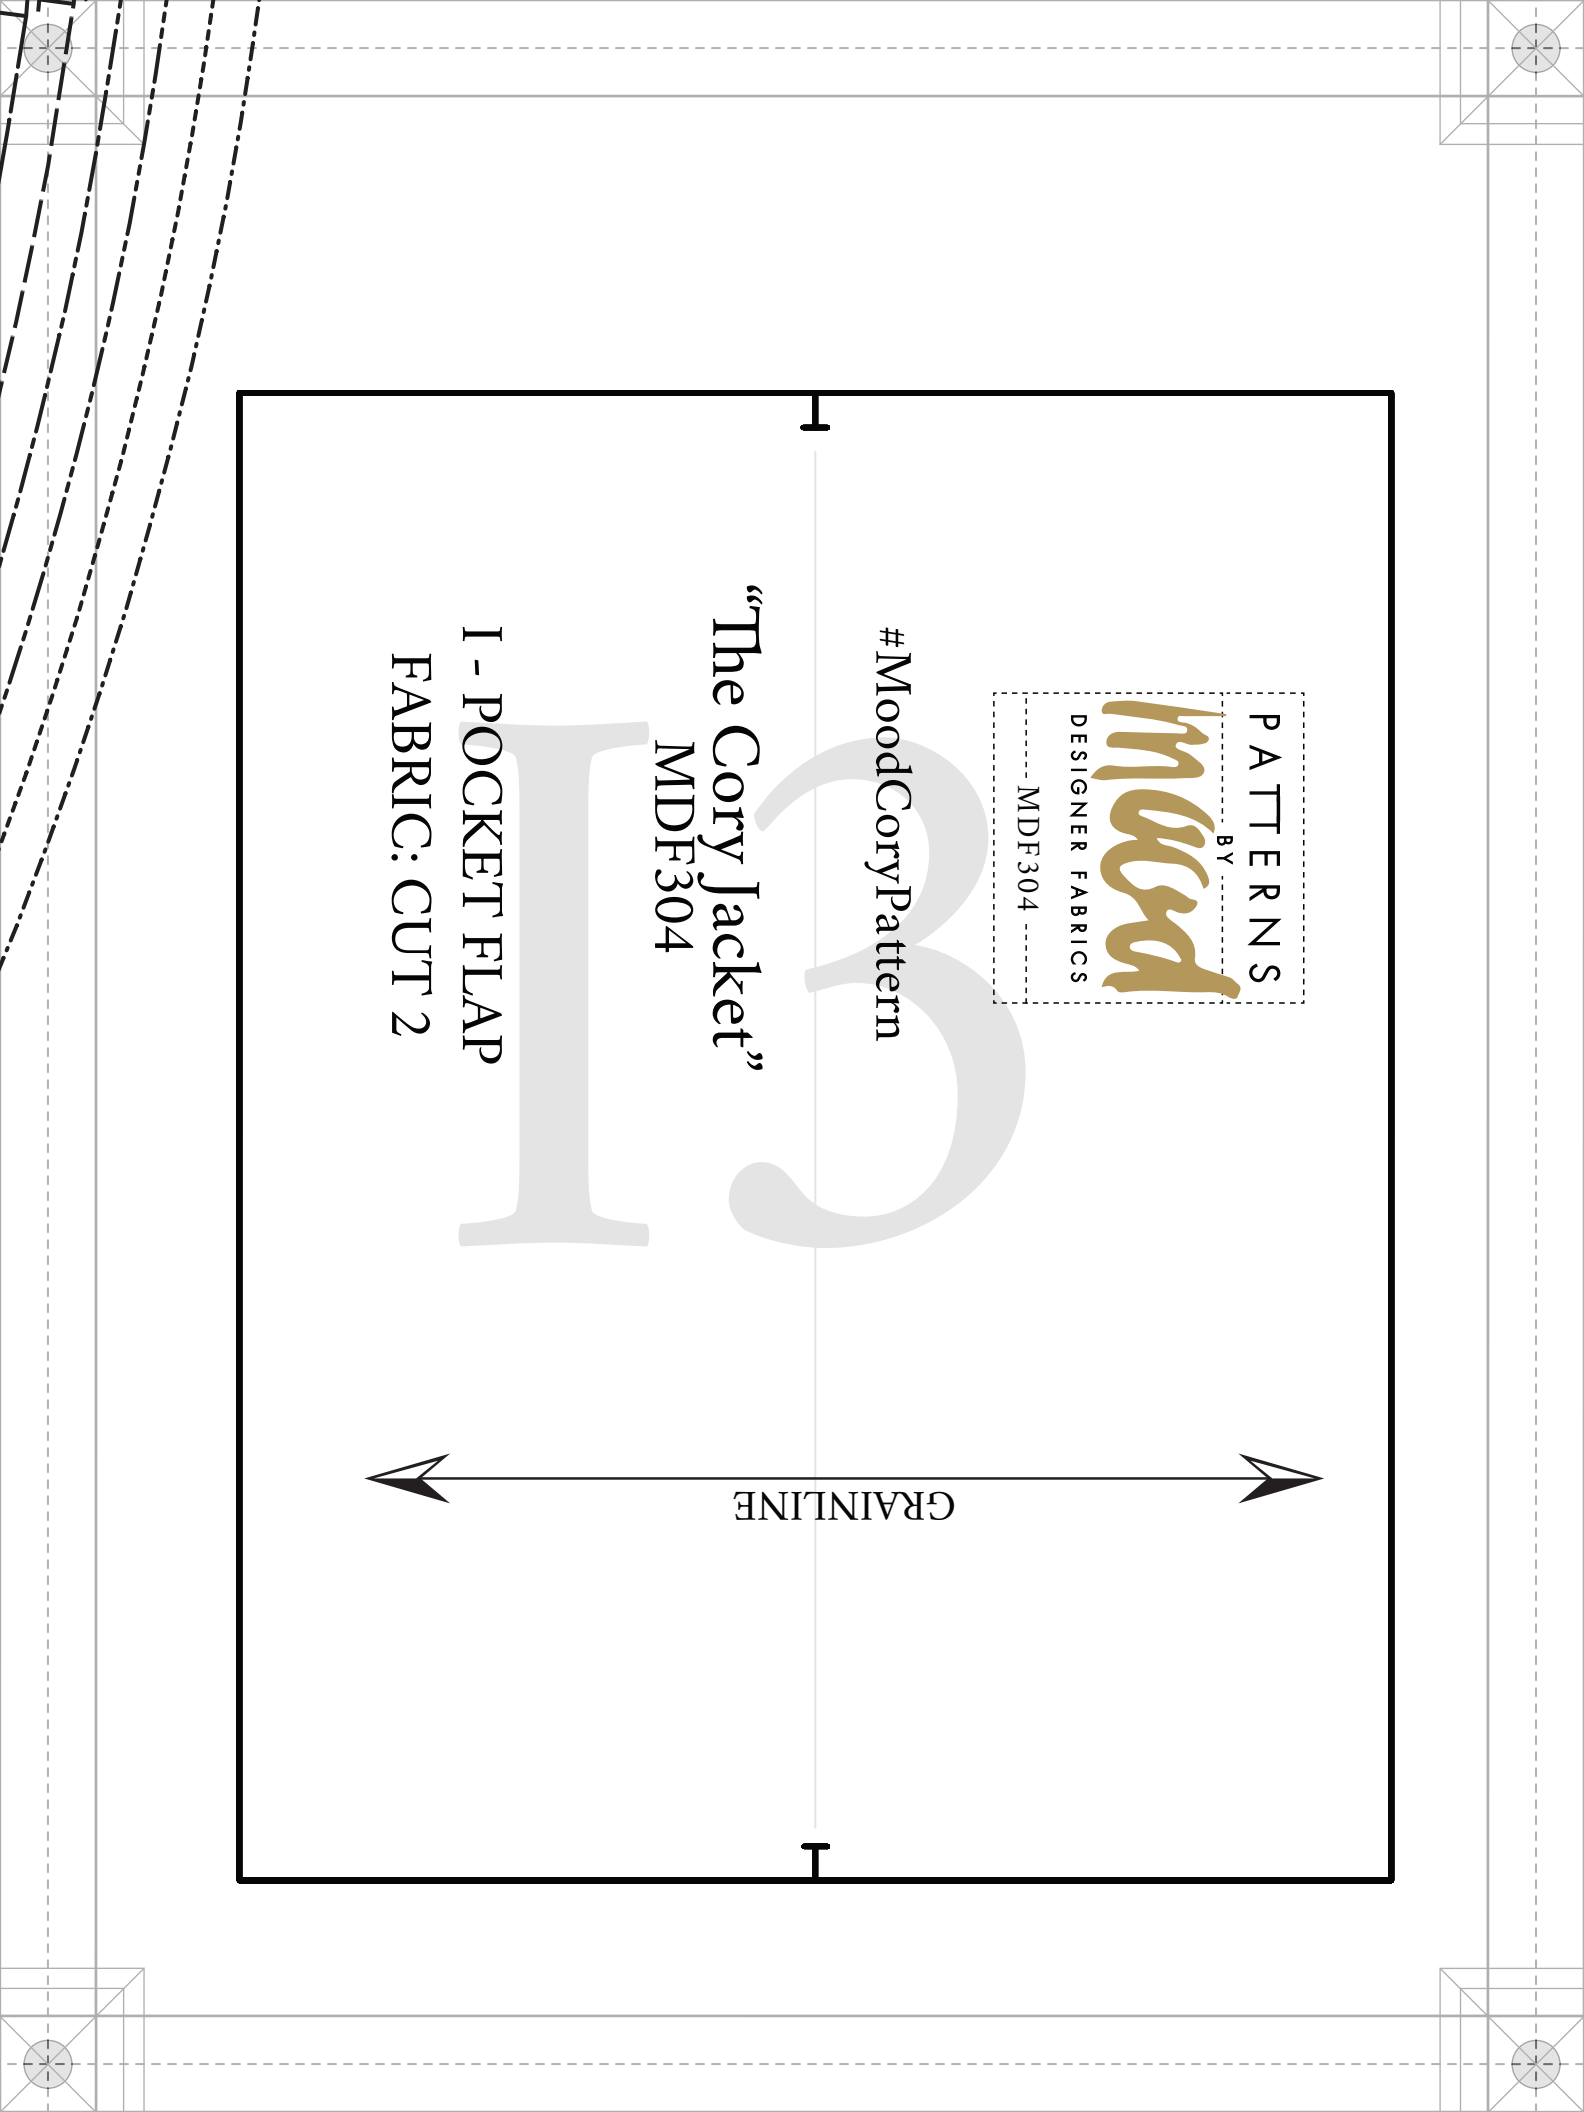 PATTERNS
BY
mood
DESIGNER FABRICS
MDF304
#MoodCoryPattern
“The Cory Jacket”
MDF304
I - POCKET FLAP
FABRIC: CUT 2
I3
GRAINLINE